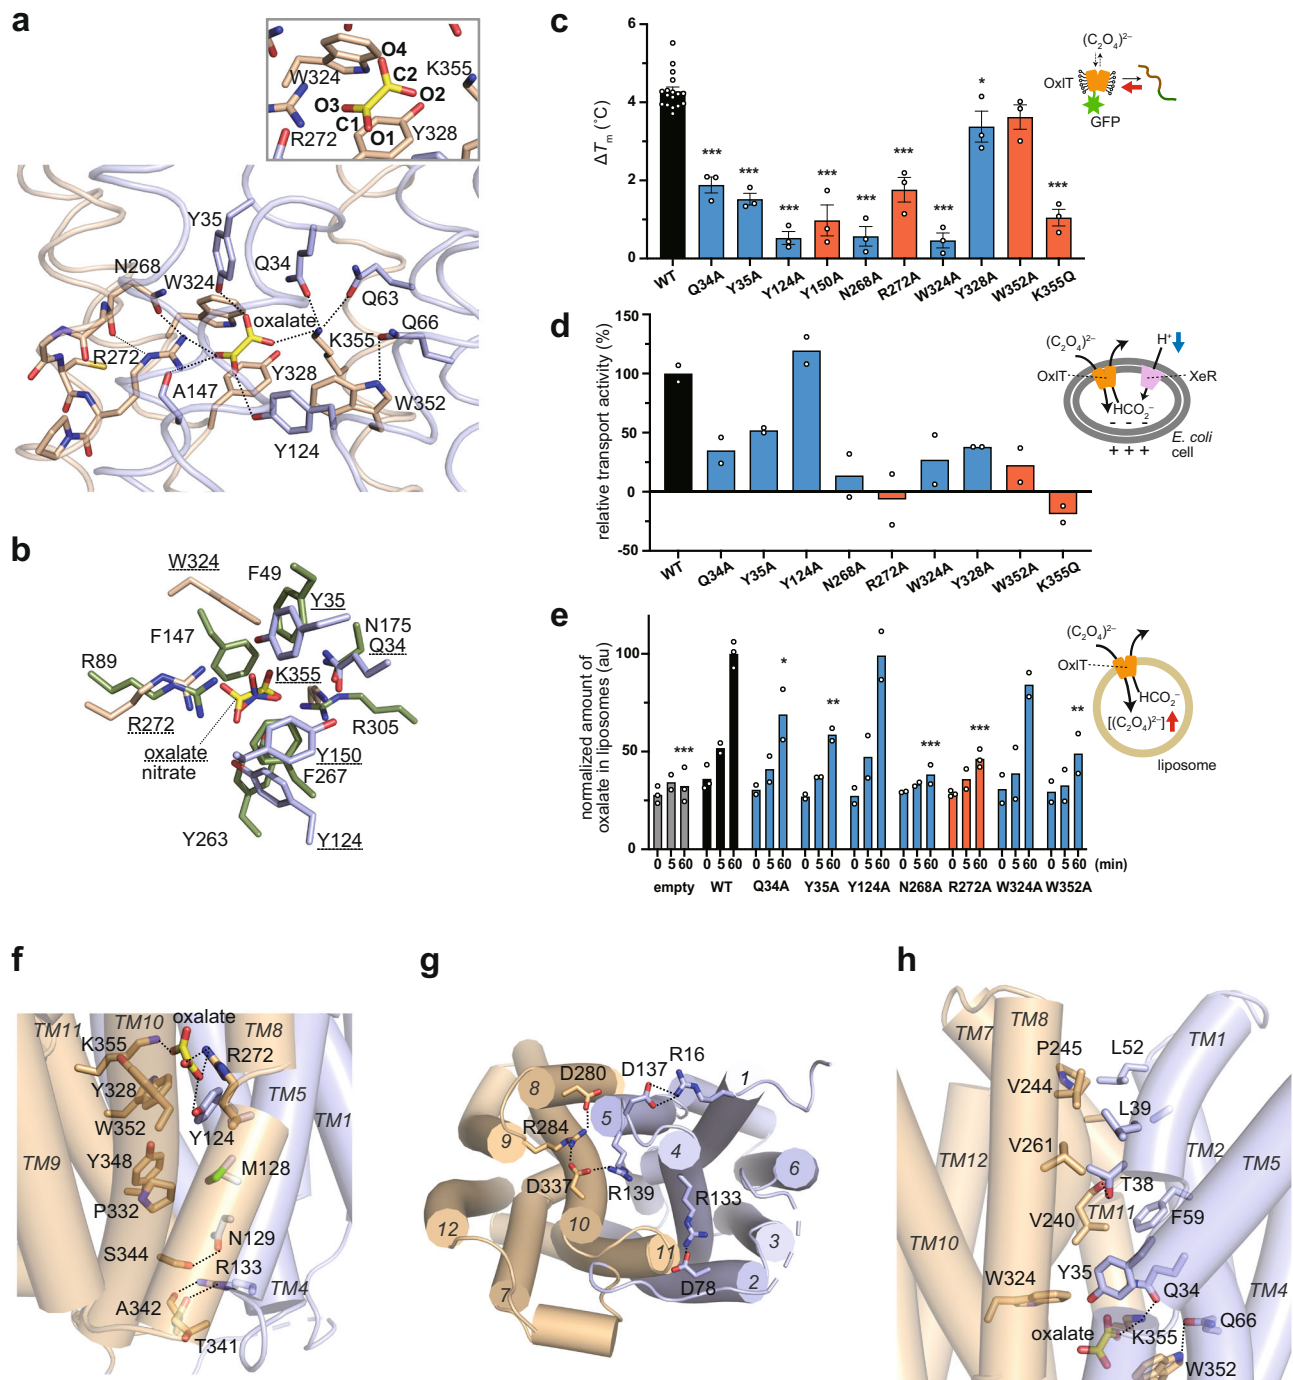 a
O4
W324
C2
K355
O2
O3
C1
O1
R272
Y328
Y35
N268
Q34
W324
Q63
oxalate
Q66
R272
K355
A147
Y328
W352
Y124
b
W324
F49
Y35
F147
N175
Q34
R89
K355
R272
R305
oxalate
nitrate
Y150
F267
Y263
Y124
c
ΔTm (°C)
6
4
2
0
WT
Q34A
Y35A
Y124A
Y150A
N268A
R272A
W324A
Y328A
W352A
K355Q
***
***
***
***
***
***
***
*
***
(C2O4)2–
OxlT
GFP
d
relative transport activity (%)
150
100
50
0
-50
WT
Q34A
Y35A
Y124A
N268A
R272A
W324A
Y328A
W352A
K355Q
(C2O4)2–
H+
OxlT
XeR
HCO2–
- - -
+ + +
E. coli
cell
e
normalized amount of
oxalate in liposomes (au)
100
50
0
***
*
**
***
***
**
0 5 60 0 5 60 0 5 60 0 5 60 0 5 60 0 5 60 0 5 60 0 5 60 0 5 60 (min)
empty WT Q34A Y35A Y124A N268A R272A W324A W352A
(C2O4)2–
OxlT
HCO2–
[(C2O4)2–]
liposome
f
oxalate
TM11
TM10
TM8
K355
R272
Y328
TM5
TM1
W352
Y124
TM9
Y348
M128
P332
N129
S344
R133
TM4
A342
T341
g
D280
D137
R16
8
1
5
R284
9
4
6
D337
R139
R133
12
10
3
11
7
D78
2
h
TM7
TM8
P245
L52
TM1
V244
L39
V261
TM12
TM2
TM5
T38
TM11
F59
V240
TM10
Y35
W324
Q34
TM4
Q66
oxalate
K355
W352